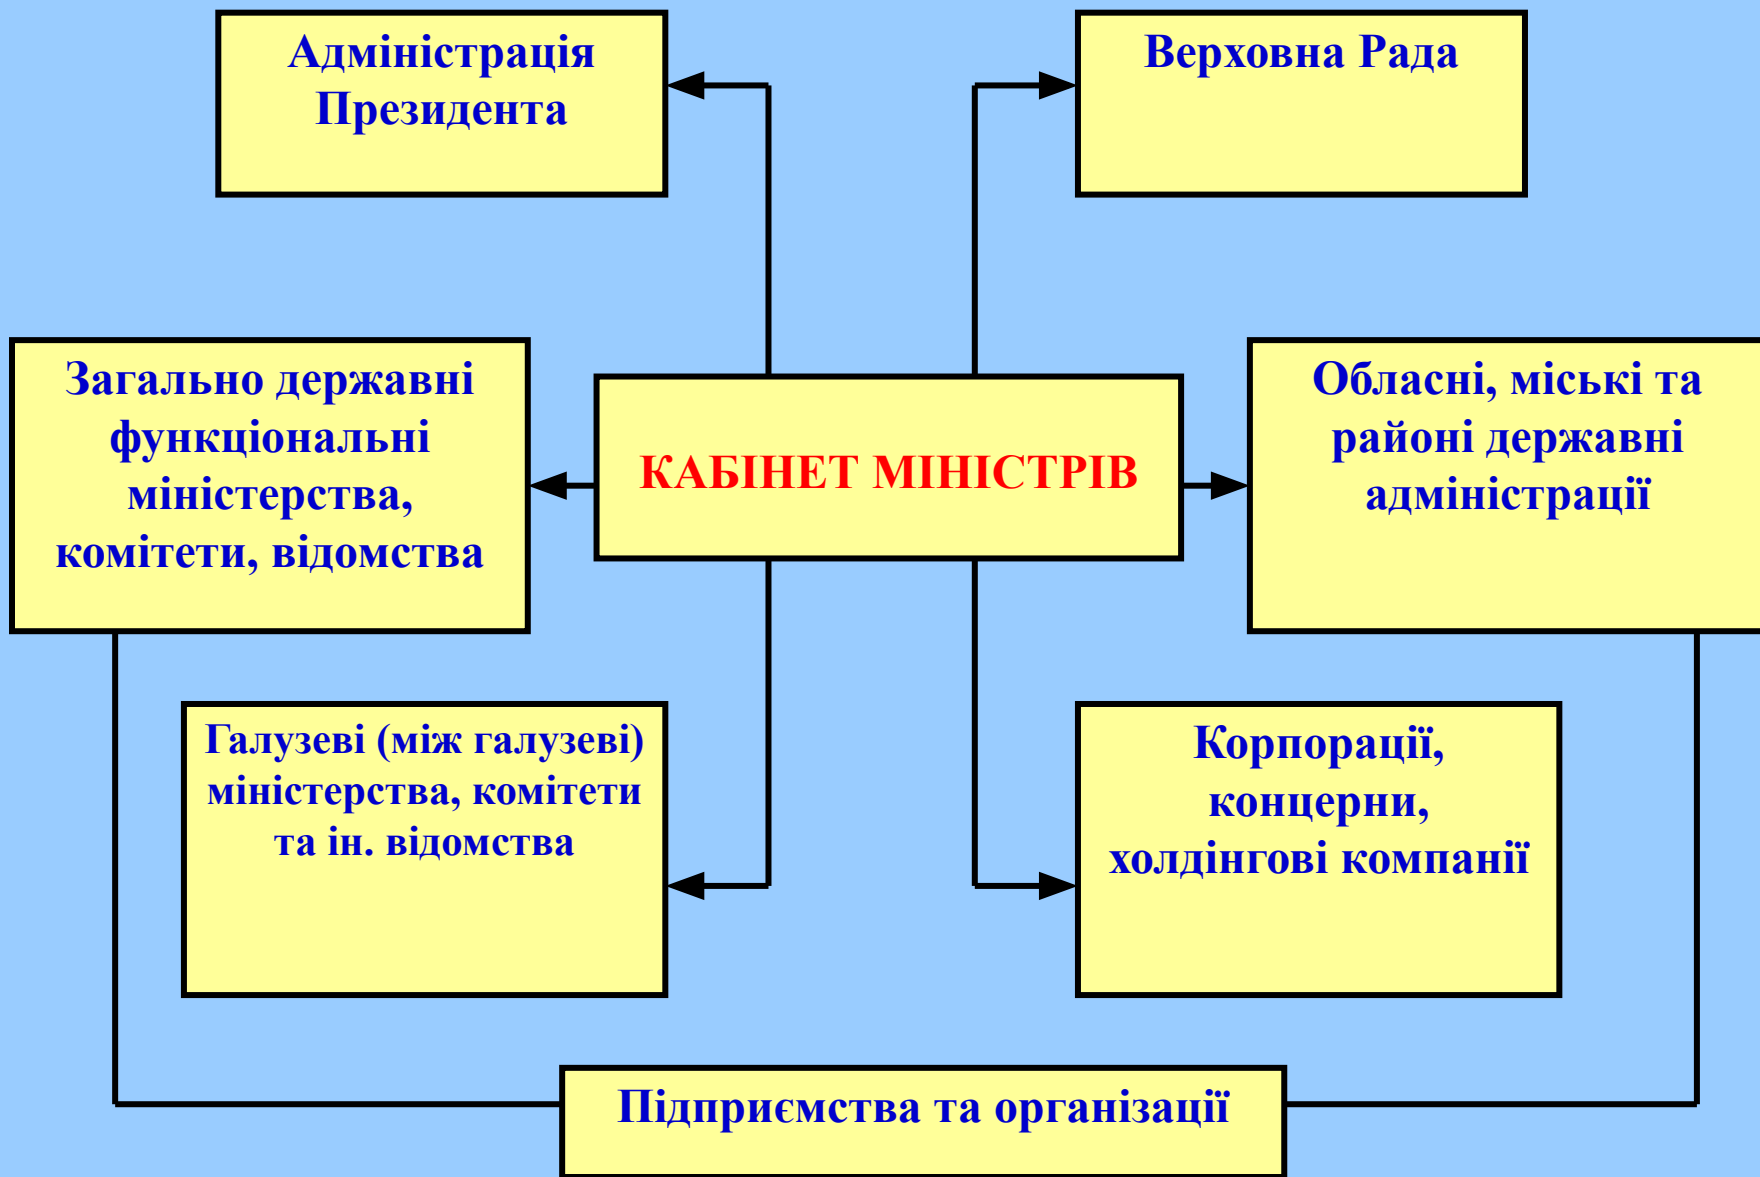 Адміністрація
Президента
Верховна Рада
Загально державні
функціональні
міністерства,
комітети, відомства
КАБІНЕТ МІНІСТРІВ
Обласні, міські та
районі державні
адміністрації
Галузеві (між галузеві)
міністерства, комітети
та ін. відомства
Корпорації,
концерни,
холдінгові компанії
Підприємства та організації